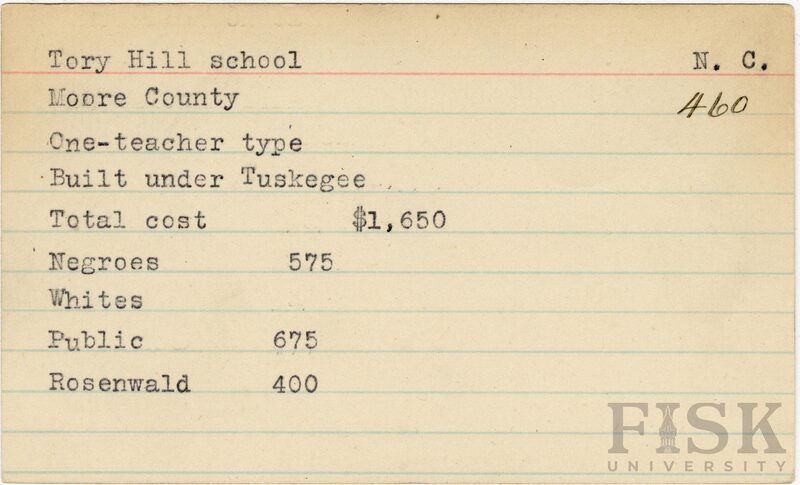 Tory Hill school N. C.
Moore County 460
One-teacher type
Built under Tuskegee
Total cost $1,650
Negroes 575
Whites
Public 675
Rosenwald 400
FISK
UNIVERSITY